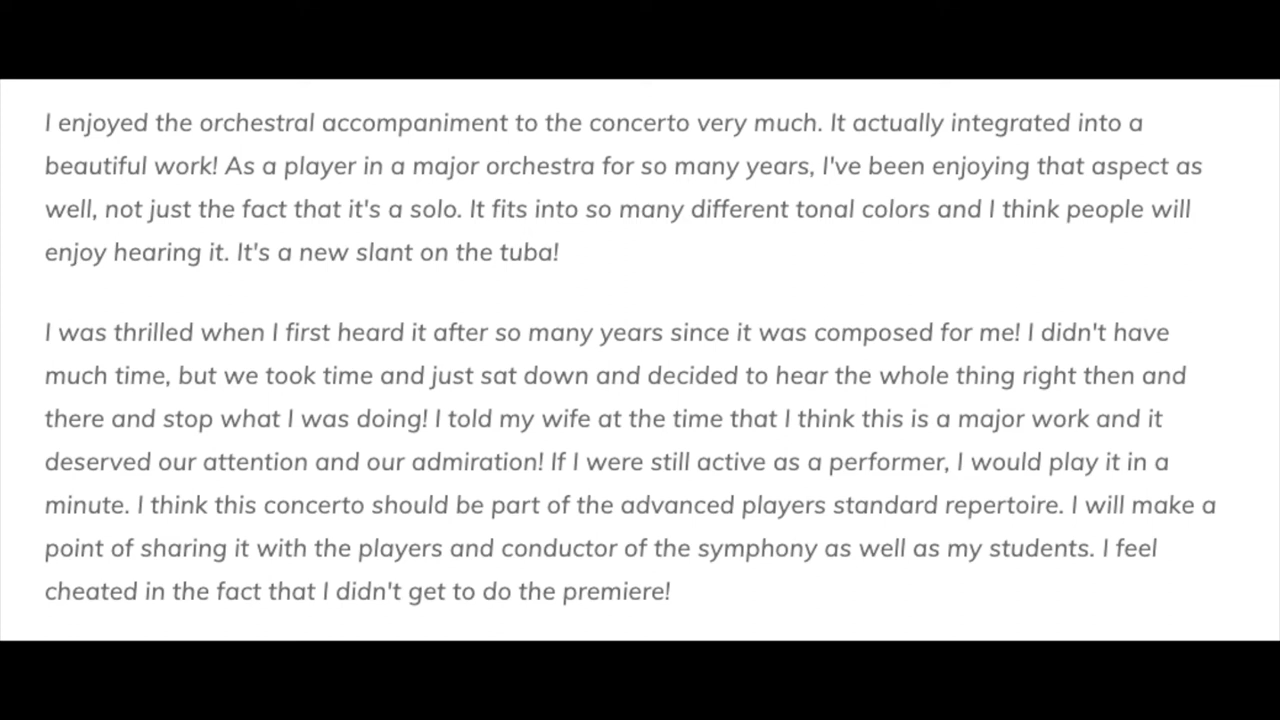 I enjoyed the orchestral accompaniment to the concerto very much. It actually integrated into a
beautiful work! As a player in a major orchestra for so many years, I've been enjoying that aspect as
well, not just the fact that it's a solo. It fits into so many different tonal colors and I think people will
enjoy hearing it. It's a new slant on the tuba!
I was thrilled when I first heard it after so many years since it was composed for me! I didn't have
much time, but we took time and just sat down and decided to hear the whole thing right then and
there and stop what I was doing! I told my wife at the time that I think this is a major work and it
deserved our attention and our admiration! If I were still active as a performer, I would play it in a
minute. I think this concerto should be part of the advanced players standard repertoire. I will make a
point of sharing it with the players and conductor of the symphony as well as my students. I feel
cheated in the fact that I didn't get to do the premiere!